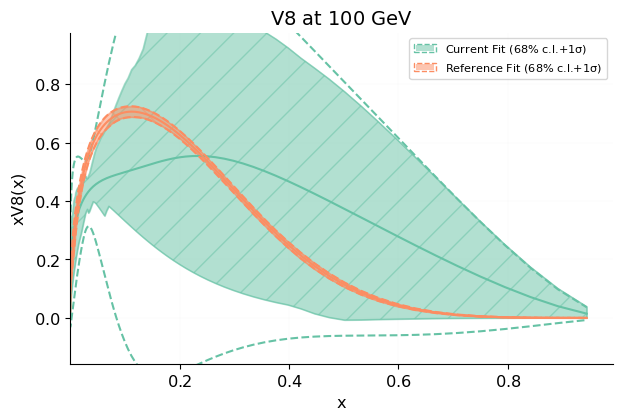 V8 at 100 GeV
Current Fit (68% c.l.+1σ)
Reference Fit (68% c.l.+1σ)
xV8(x)
0.8
0.6
0.4
0.2
0.0
0.2 0.4 0.6 0.8
x